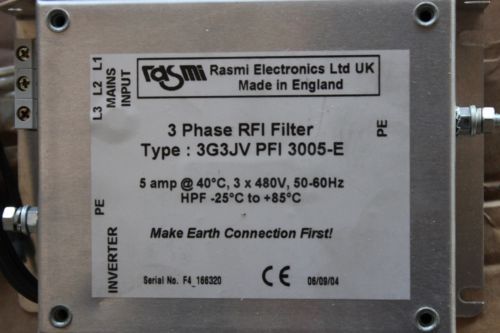 L3 L2 L1
MAINS
INPUT
rasmi
Rasmi Electronics Ltd UK
Made in England
3 Phase RFI Filter
Type : 3G3JV PFI 3005-E
PE
5 amp @ 40°C, 3 x 480V, 50-60Hz
HPF -25°C to +85°C
PE
INVERTER
Make Earth Connection First!
Serial No. F4_166320
CE
06/09/04